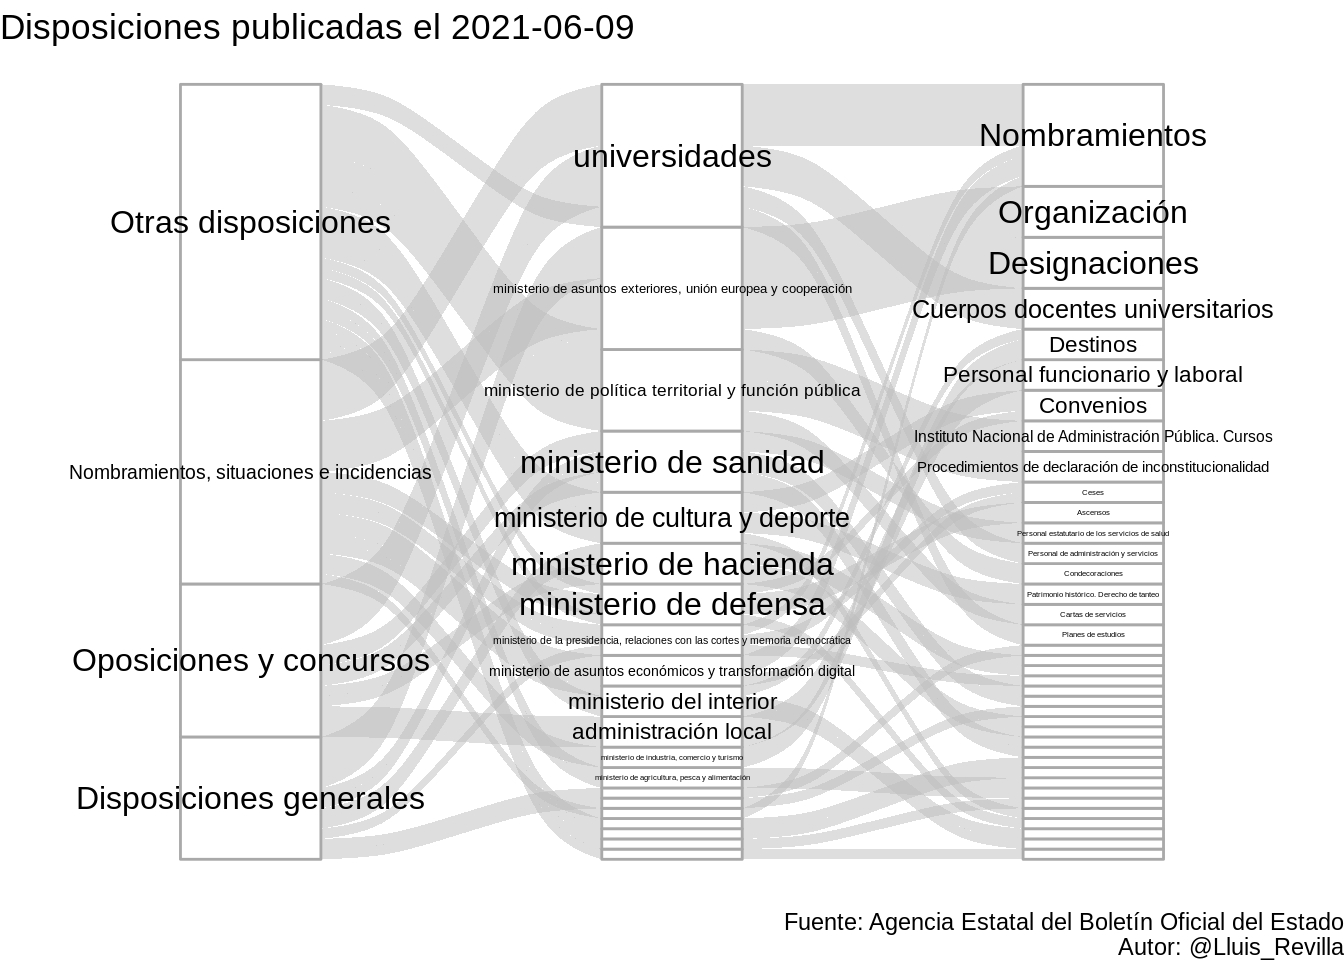 Disposiciones publicadas el 2021-06-09
Otras disposiciones
Nombramientos, situaciones e incidencias
Oposiciones y concursos
Disposiciones generales
universidades
ministerio de asuntos exteriores, unión europea y cooperación
ministerio de política territorial y función pública
ministerio de sanidad
ministerio de cultura y deporte
ministerio de hacienda
ministerio de defensa
ministerio de la presidencia, relaciones con las cortes y memoria democrática
ministerio de asuntos económicos y transformación digital
ministerio del interior
administración local
ministerio de industria, comercio y turismo
ministerio de agricultura, pesca y alimentación
Nombramientos
Organización
Designaciones
Cuerpos docentes universitarios
Destinos
Personal funcionario y laboral
Convenios
Instituto Nacional de Administración Pública. Cursos
Procedimientos de declaración de inconstitucionalidad
Ceses
Ascensos
Personal estatutario de los servicios de salud
Personal de administración y servicios
Condecoraciones
Patrimonio histórico. Derecho de tanteo
Cartas de servicios
Planes de estudios
Fuente: Agencia Estatal del Boletín Oficial del Estado
Autor: @Lluis_Revilla